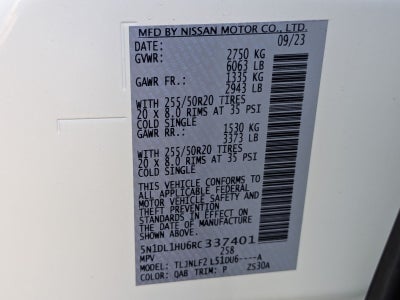 MFD BY NISSAN MOTOR CO., LTD.
DATE: 09/23
GVWR: 2750 KG
6063 LB
GAWR FR.: 1335 KG
2943 LB
WITH 255/50R20 TIRES
20 x 8.0 RIMS AT 35 PSI
COLD SINGLE
GAWR RR.: 1530 KG
3373 LB
WITH 255/50R20 TIRES
20 x 8.0 RIMS AT 35 PSI
COLD SINGLE
THIS VEHICLE CONFORMS TO
ALL APPLICABLE FEDERAL
MOTOR VEHICLE SAFETY AND THEFT
PREVENTION STANDARDS
IN EFFECT ON THE DATE OF
MANUFACTURE SHOWN ABOVE.
5N1DL1HU6RC337401
MPV 258
TLJNLF2 L51DU6----A
COLOR: QAB TRIM: P ZS30A